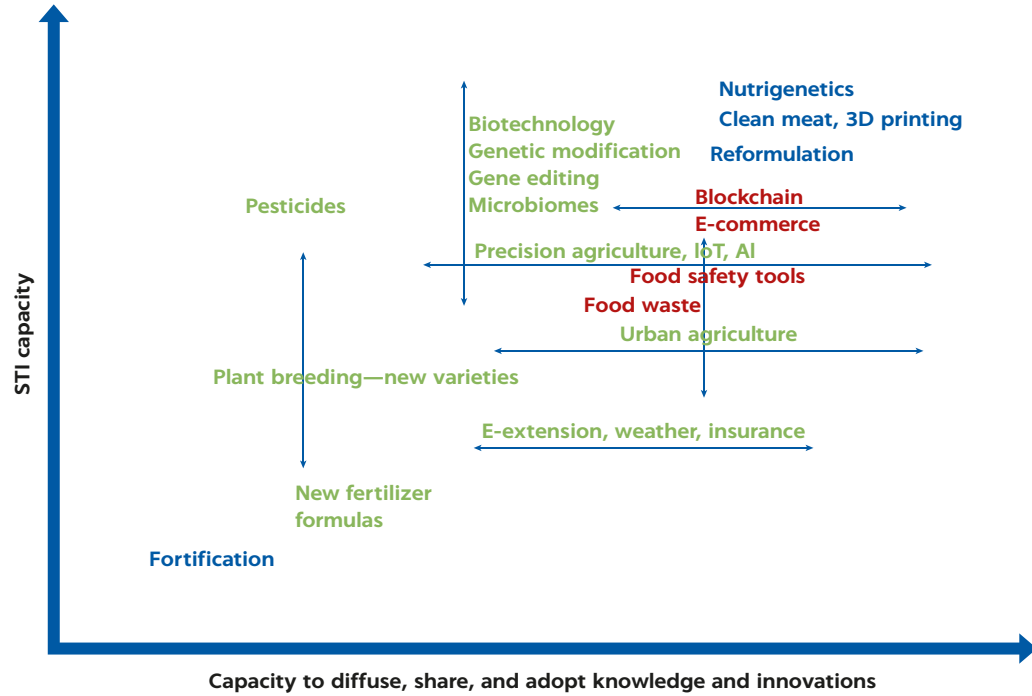 Nutrigenetics
Clean meat, 3D printing
Reformulation
Biotechnology
Genetic modification
Gene editing
Microbiomes
Pesticides
Blockchain
E-commerce
Precision agriculture, IoT, AI
Food safety tools
Food waste
Urban agriculture
Plant breeding—new varieties
E-extension, weather, insurance
New fertilizer
formulas
Fortification
STI capacity
Capacity to diffuse, share, and adopt knowledge and innovations